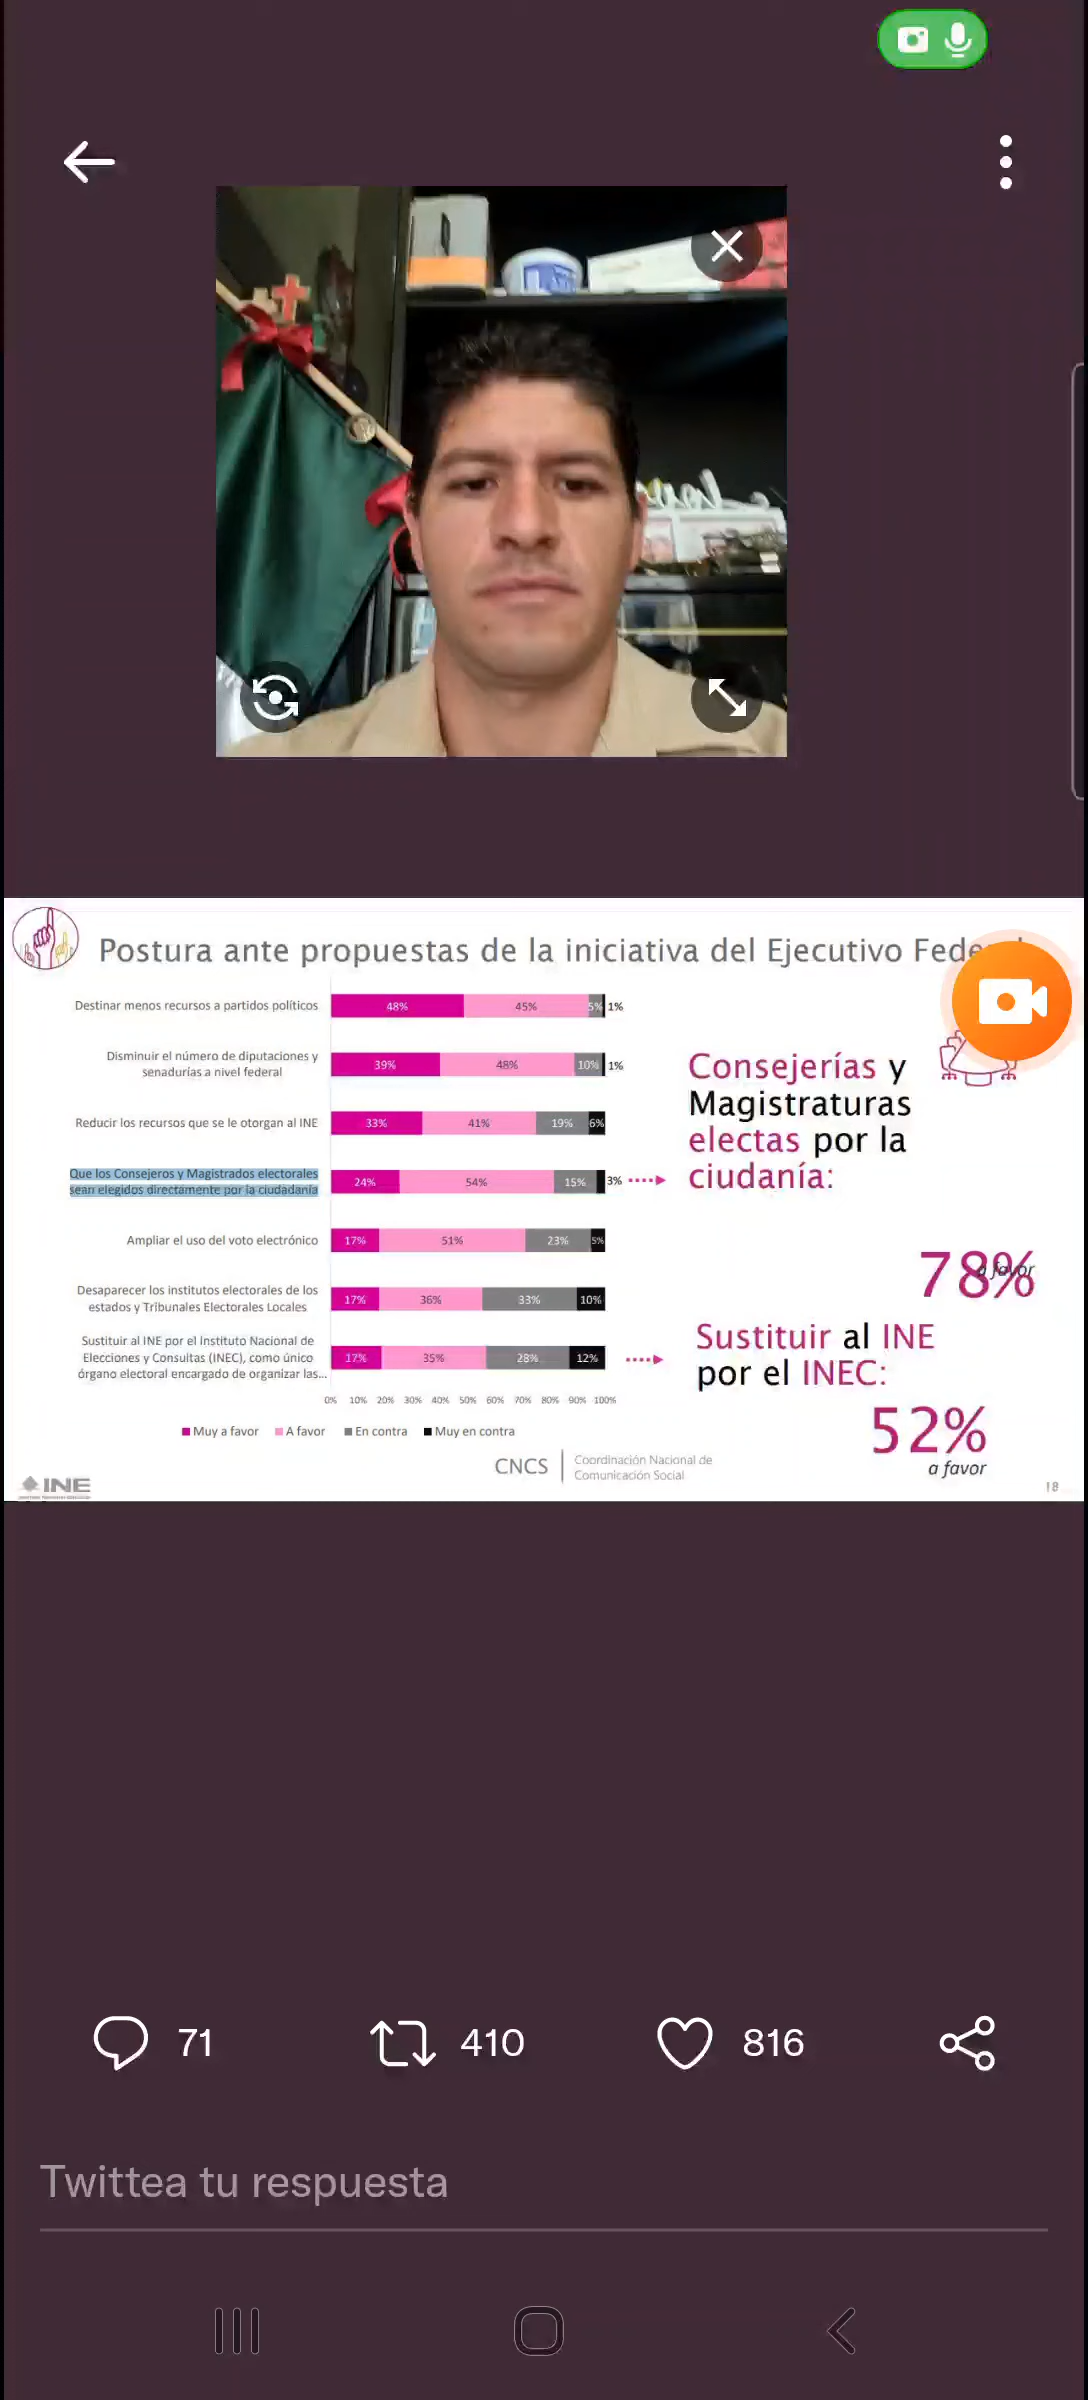 Postura ante propuestas de la iniciativa del Ejecutivo
Destinar menos recursos a partidos políticos
48% 45% 5% 1%
Disminuir el número de diputaciones y
senadurías a nivel federal
39% 48% 10% 1%
Reducir los recursos que se le otorgan al INE
33% 41% 19% 6%
Que los Consejeros y Magistrados electorales
sean elegidos directamente por la ciudadanía
24% 54% 15% 3%
Ampliar el uso del voto electrónico
17% 51% 23% 5%
Desaparecer los institutos electorales de los
estados y Tribunales Electorales Locales
17% 36% 33% 10%
Sustituir al INE por el Instituto Nacional de
Elecciones y Consultas (INEC), como único
órgano electoral encargado de organizar las...
17% 35% 28% 12%
0% 10% 20% 30% 40% 50% 60% 70% 80% 90% 100%
Muy a favor A favor En contra Muy en contra
Consejerías y
Magistraturas
electas por la
ciudanía:
78%
a favor
Sustituir al INE
por el INEC:
52%
a favor
CNCS
Coordinación Nacional de
Comunicación Social
INE
18
71 410 816
Twittea tu respuesta